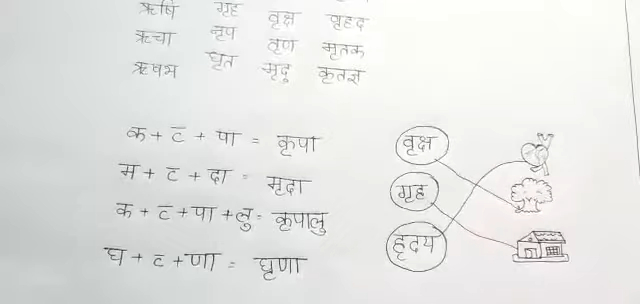 ऋषि गृह वृक्ष वृहद
ऋचा नृप तृण मृतक
ऋषभ घृत मृदु कृतज्ञ
क + ृ + पा = कृपा
म + ृ + दा = मृदा
क + ृ + पा + लु = कृपालु
घ + ृ + णा = घृणा
वृक्ष
गृह
हृदय